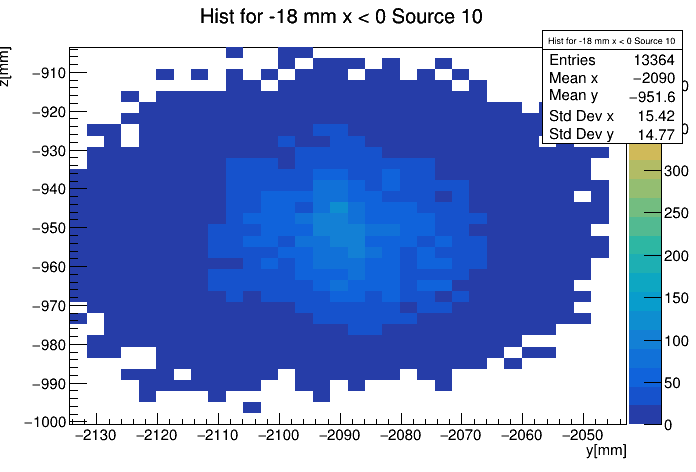 Hist for -18 mm x < 0 Source 10
Hist for -18 mm x < 0 Source 10
Entries 13364
Mean x −2090
Mean y −951.6
Std Dev x 15.42
Std Dev y 14.77
z[mm]
−910
−920
−930
−940
−950
−960
−970
−980
−990
−1000
−2130 −2120 −2110 −2100 −2090 −2080 −2070 −2060 −2050
y[mm]
300
250
200
150
100
50
0